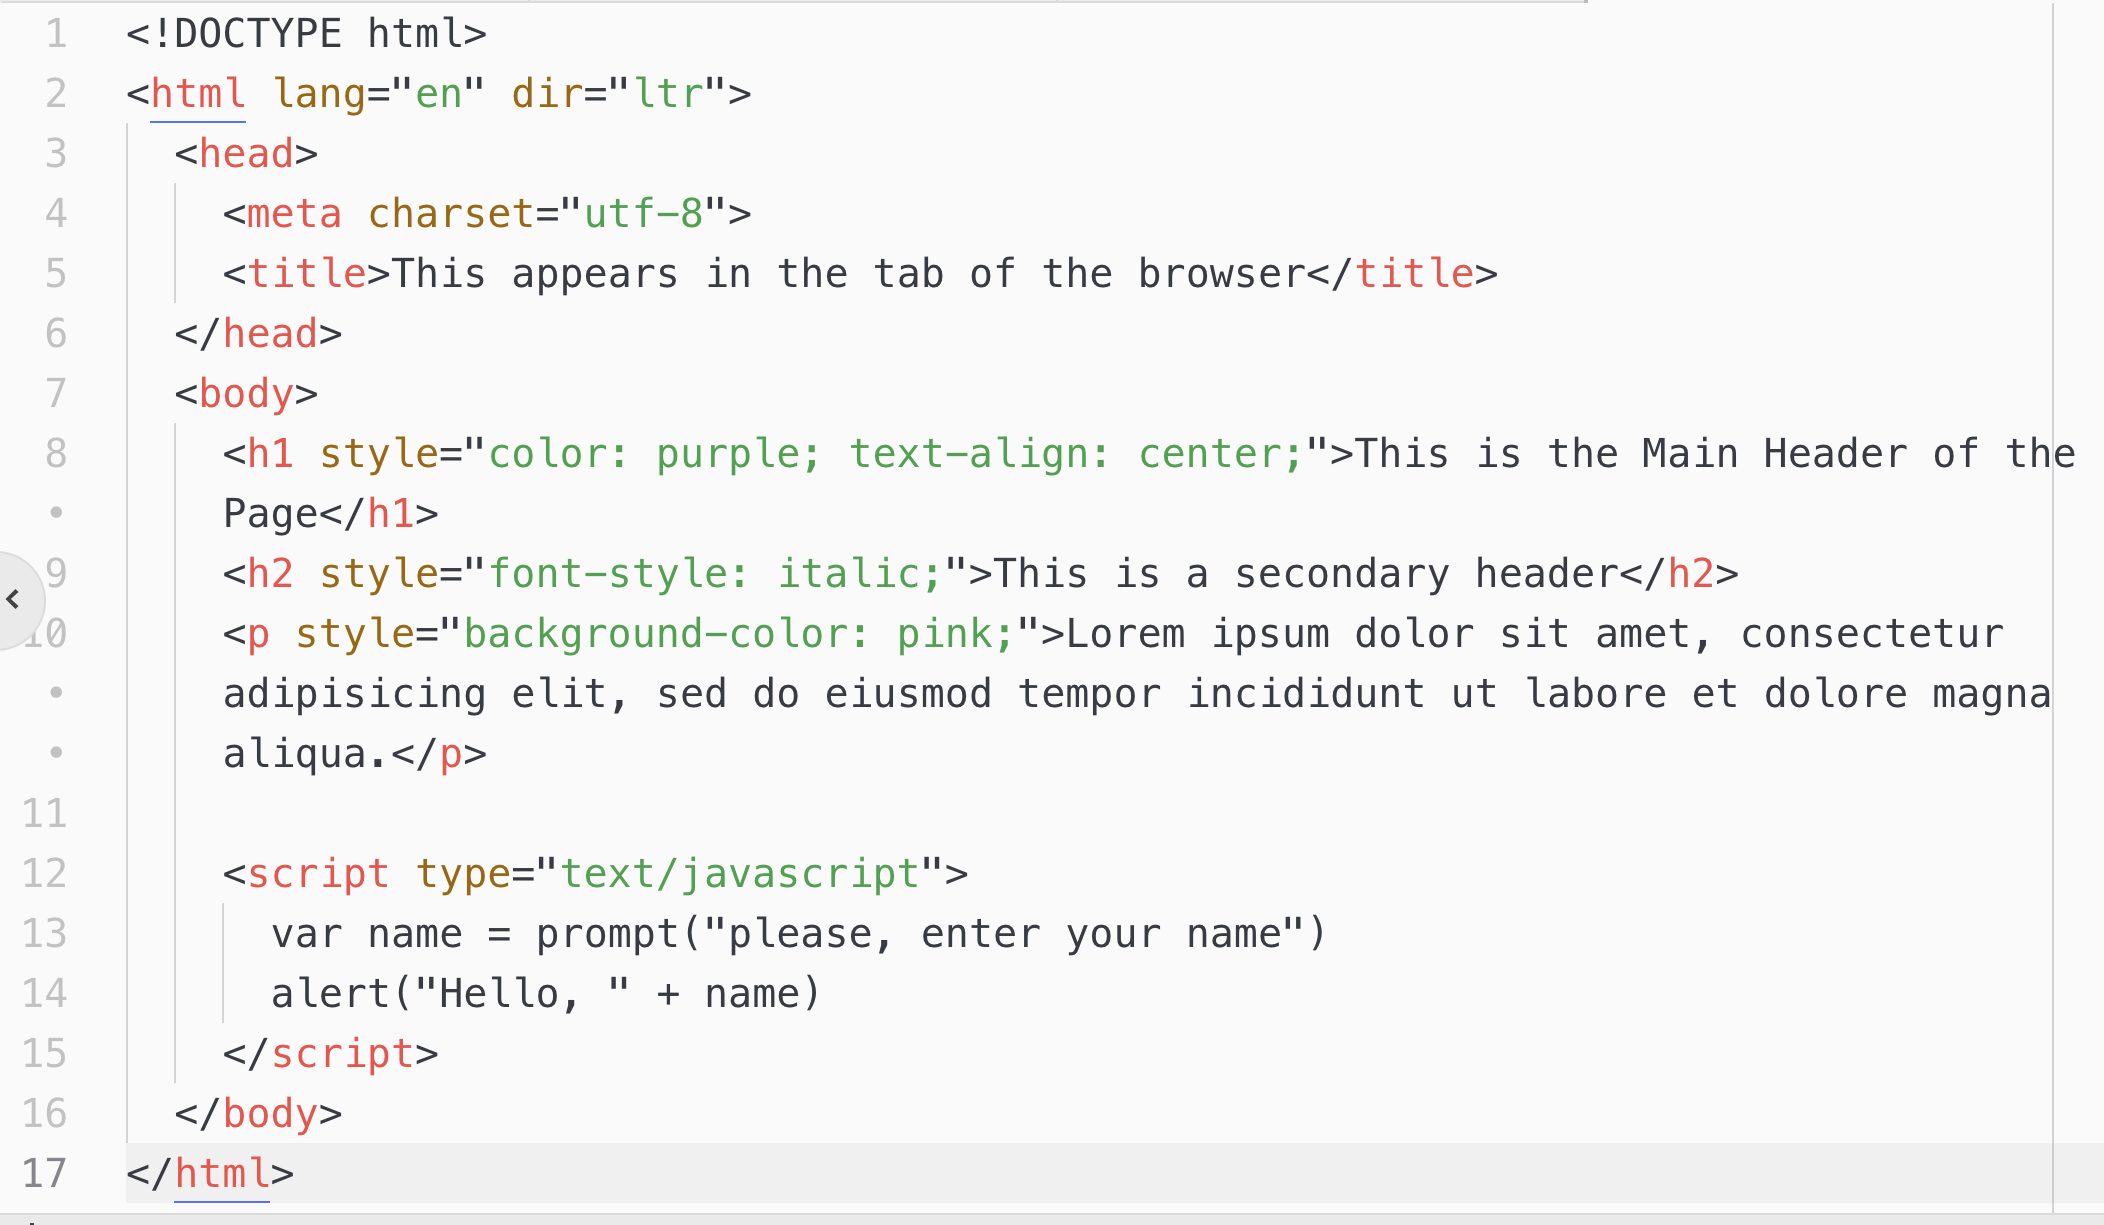 1 <!DOCTYPE html>
2 <html lang="en" dir="ltr">
3   <head>
4     <meta charset="utf-8">
5     <title>This appears in the tab of the browser</title>
6   </head>
7   <body>
8     <h1 style="color: purple; text-align: center;">This is the Main Header of the
•     Page</h1>
9     <h2 style="font-style: italic;">This is a secondary header</h2>
10     <p style="background-color: pink;">Lorem ipsum dolor sit amet, consectetur
•     adipisicing elit, sed do eiusmod tempor incididunt ut labore et dolore magna
•     aliqua.</p>
11
12     <script type="text/javascript">
13       var name = prompt("please, enter your name")
14       alert("Hello, " + name)
15     </script>
16   </body>
17 </html>